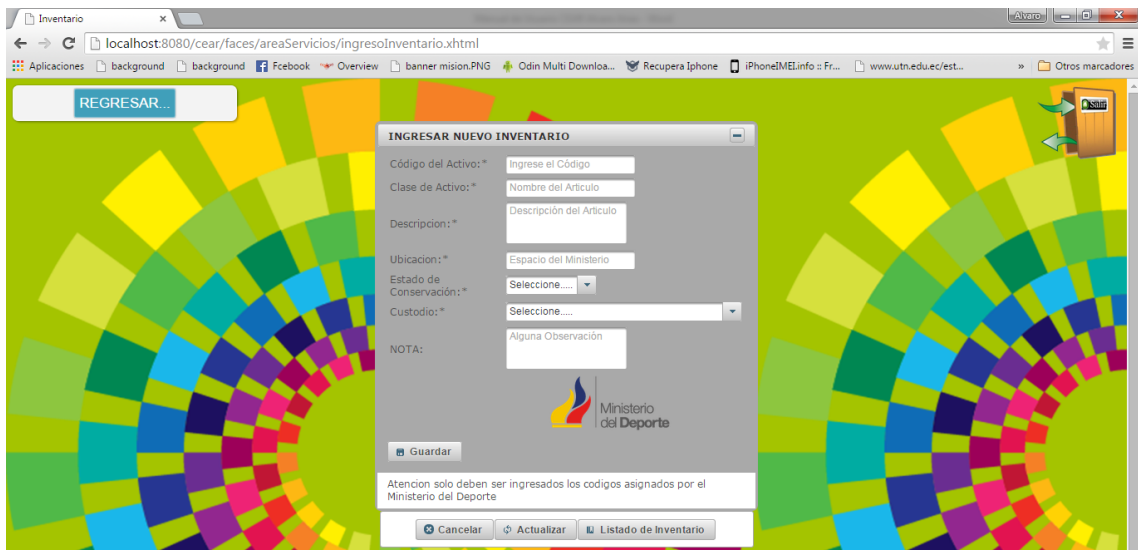 Inventario
Alvaro
localhost:8080/cear/faces/areaServicios/ingresoInventario.xhtml
Aplicaciones background background Fcebook Overview banner mision.PNG Odin Multi Downloa... Recupera Iphone iPhoneIMEI.info :: Fr... www.utn.edu.ec/est... » Otros marcadores
REGRESAR...
Salir
INGRESAR NUEVO INVENTARIO
Código del Activo:* Ingrese el Código
Clase de Activo:* Nombre del Articulo
Descripcion:* Descripción del Articulo
Ubicacion:* Espacio del Ministerio
Estado de
Conservación:* Seleccione.....
Custodio:* Seleccione.....
NOTA: Alguna Observación
Ministerio
del Deporte
Guardar
Atencion solo deben ser ingresados los codigos asignados por el
Ministerio del Deporte
Cancelar Actualizar Listado de Inventario